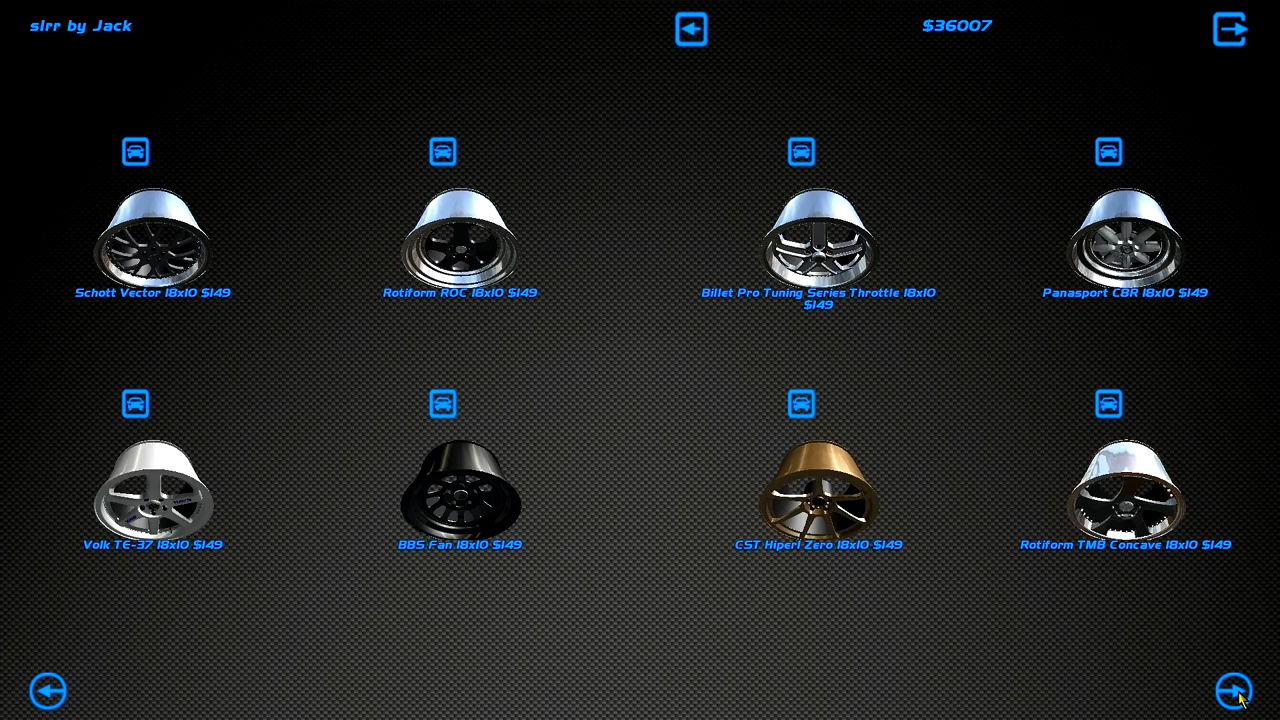 slrr by Jack
$36007
Schott Vector 18x10 $149
Rotiform ROC 18x10 $149
Billet Pro Tuning Series Throttle 18x10
$149
Panasport C8R 18x10 $149
Volk TE-37 18x10 $149
BBS Fan 18x10 $149
CST Hiperl Zero 18x10 $149
Rotiform TMB Concave 18x10 $149